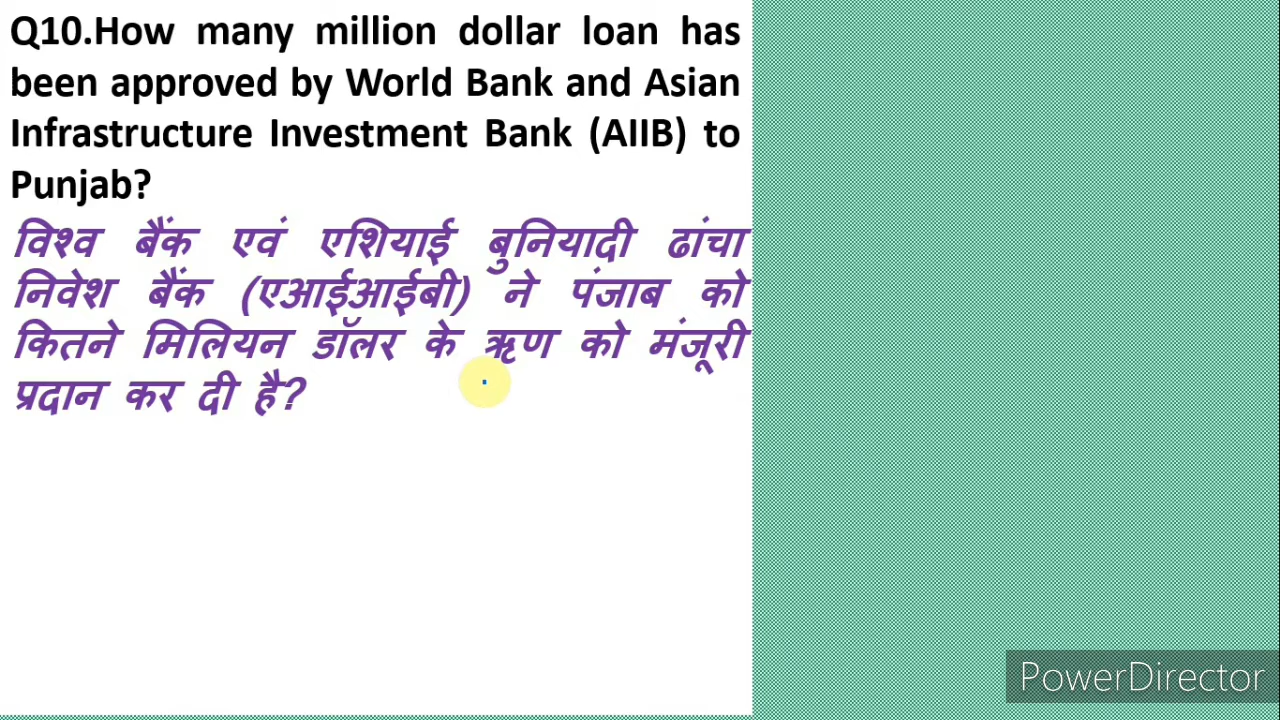 Q10.How many million dollar loan has
been approved by World Bank and Asian
Infrastructure Investment Bank (AIIB) to
Punjab?
विश्व बैंक एवं एशियाई बुनियादी ढांचा
निवेश बैंक (एआईआईबी) ने पंजाब को
कितने मिलियन डॉलर के ऋण को मंजूरी
प्रदान कर दी है?
PowerDirector